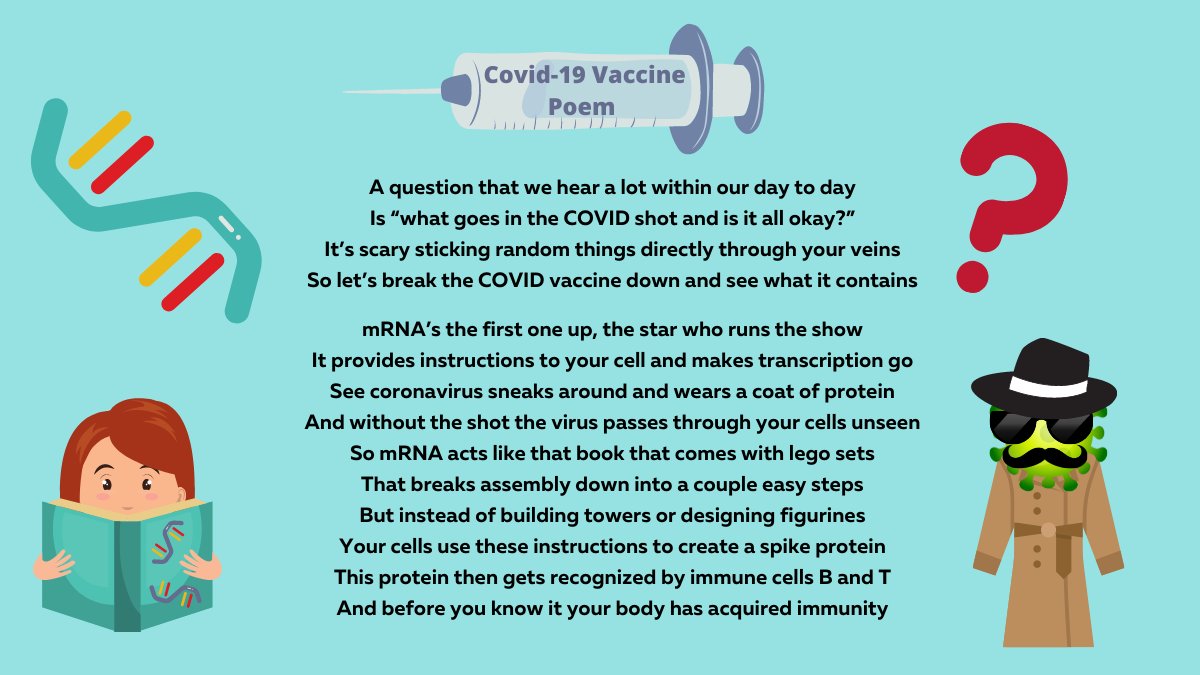 Covid-19 Vaccine
Poem
A question that we hear a lot within our day to day
Is “what goes in the COVID shot and is it all okay?”
It’s scary sticking random things directly through your veins
So let’s break the COVID vaccine down and see what it contains
mRNA’s the first one up, the star who runs the show
It provides instructions to your cell and makes transcription go
See coronavirus sneaks around and wears a coat of protein
And without the shot the virus passes through your cells unseen
So mRNA acts like that book that comes with lego sets
That breaks assembly down into a couple easy steps
But instead of building towers or designing figurines
Your cells use these instructions to create a spike protein
This protein then gets recognized by immune cells B and T
And before you know it your body has acquired immunity